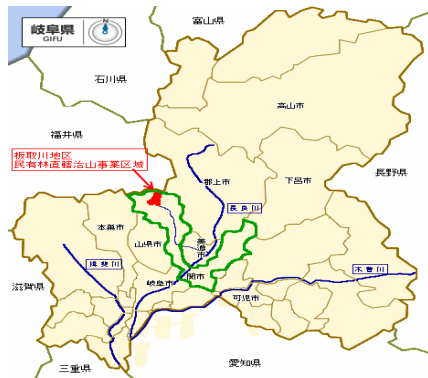 岐阜県
GIFU
N
富山県
石川県
高山市
福井県
板取川地区
民有林直轄治山事業区域
長野県
郡上市
下呂市
長良川
本巣市
山県市
美濃市
揖斐川
関市
木曽川
岐阜市
滋賀県
可児市
愛知県
三重県